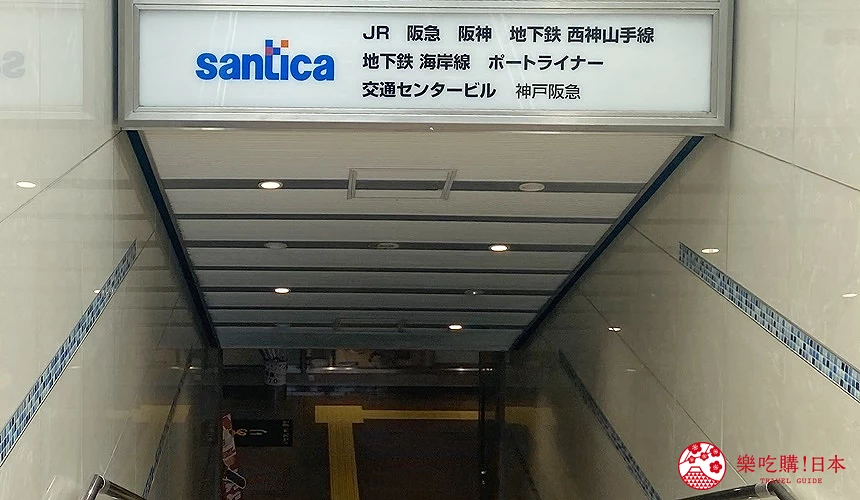 santica
JR 阪急 阪神 地下鉄 西神山手線
地下鉄 海岸線 ポートライナー
交通センタービル 神戸阪急
樂吃購!日本
TRAVEL GUIDE